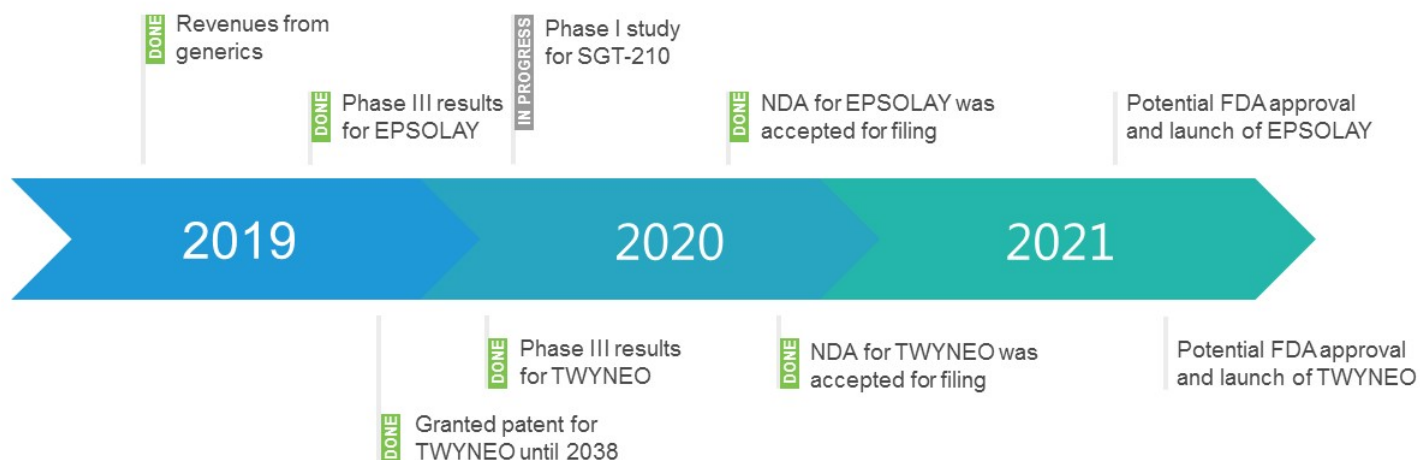 DONE
Revenues from
generics
DONE
Phase III results
for EPSOLAY
IN PROGRESS
Phase I study
for SGT-210
DONE
NDA for EPSOLAY was
accepted for filing
Potential FDA approval
and launch of EPSOLAY
2019
2020
2021
DONE
Granted patent for
TWYNEO until 2038
DONE
Phase III results
for TWYNEO
DONE
NDA for TWYNEO was
accepted for filing
Potential FDA approval
and launch of TWYNEO